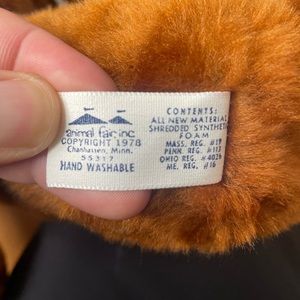 animal fair, inc.
COPYRIGHT 1978
Chanhassen, Minn.
55317
HAND WASHABLE
CONTENTS:
ALL NEW MATERIAL
SHREDDED SYNTHETIC
FOAM
MASS. REG. #19
PENN. REG. #113
OHIO REG. #4026
ME. REG. #16